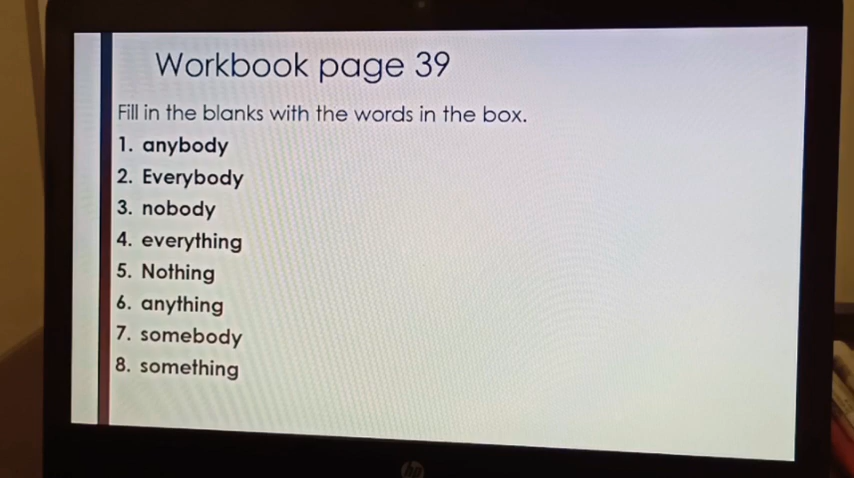 Workbook page 39
Fill in the blanks with the words in the box.
1. anybody
2. Everybody
3. nobody
4. everything
5. Nothing
6. anything
7. somebody
8. something
hp